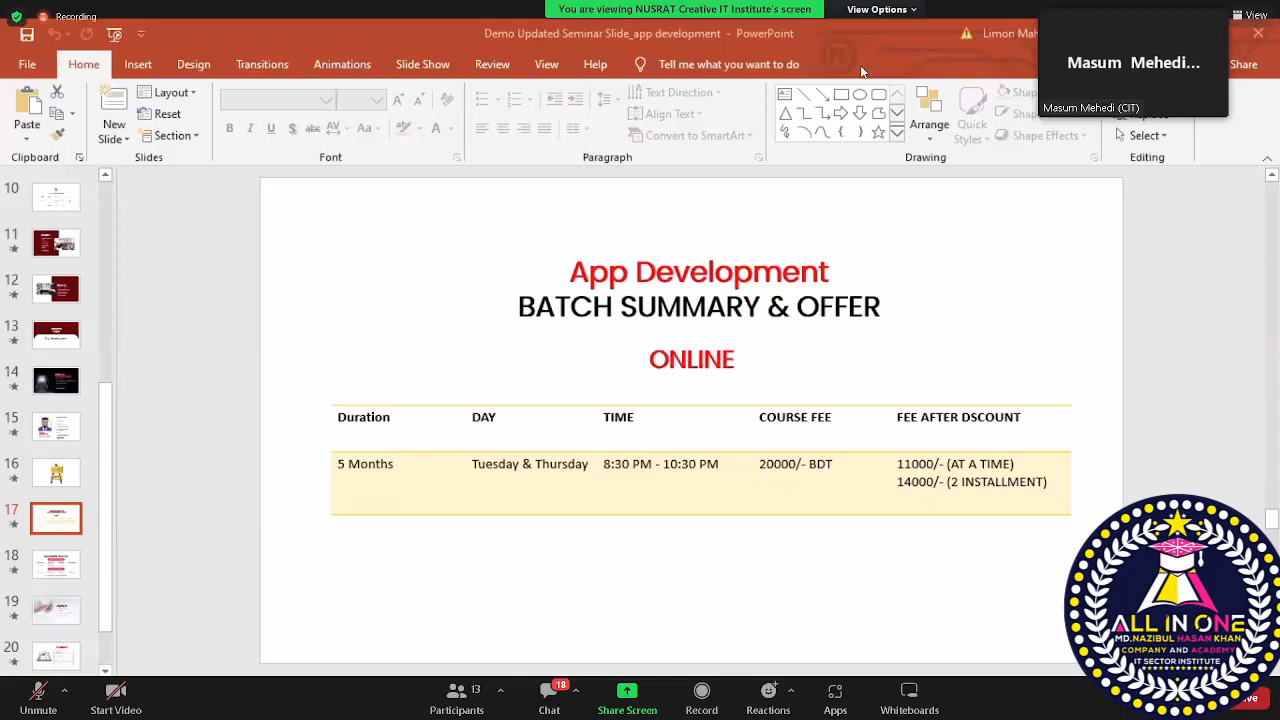 Recording
You are viewing NUSRAT Creative IT Institute's screen
View Options
Demo Updated Seminar Slide_app development - PowerPoint
Limon Mah
Masum Mehedi...
Masum Mehedi (CIT)
File
Home
Insert
Design
Transitions
Animations
Slide Show
Review
View
Help
Tell me what you want to do
Share
Paste
New
Slide
Layout
Reset
Section
Text Direction
Align Text
Convert to SmartArt
Arrange
Quick
Styles
Shape Effects
Select
Clipboard
Slides
Font
Paragraph
Drawing
Editing
10
11
12
13
14
15
16
17
18
19
20
App Development
BATCH SUMMARY & OFFER
ONLINE
Duration DAY TIME COURSE FEE FEE AFTER DSCOUNT
5 Months Tuesday & Thursday 8:30 PM - 10:30 PM 20000/- BDT 11000/- (AT A TIME)
14000/- (2 INSTALLMENT)
ALL IN ONE
MD.NAZIBUL HASAN KHAN
COMPANY AND ACADEMY
IT SECTOR INSTITUTE
Unmute
Start Video
Participants
13
Chat
18
Share Screen
Record
Reactions
Apps
Whiteboards